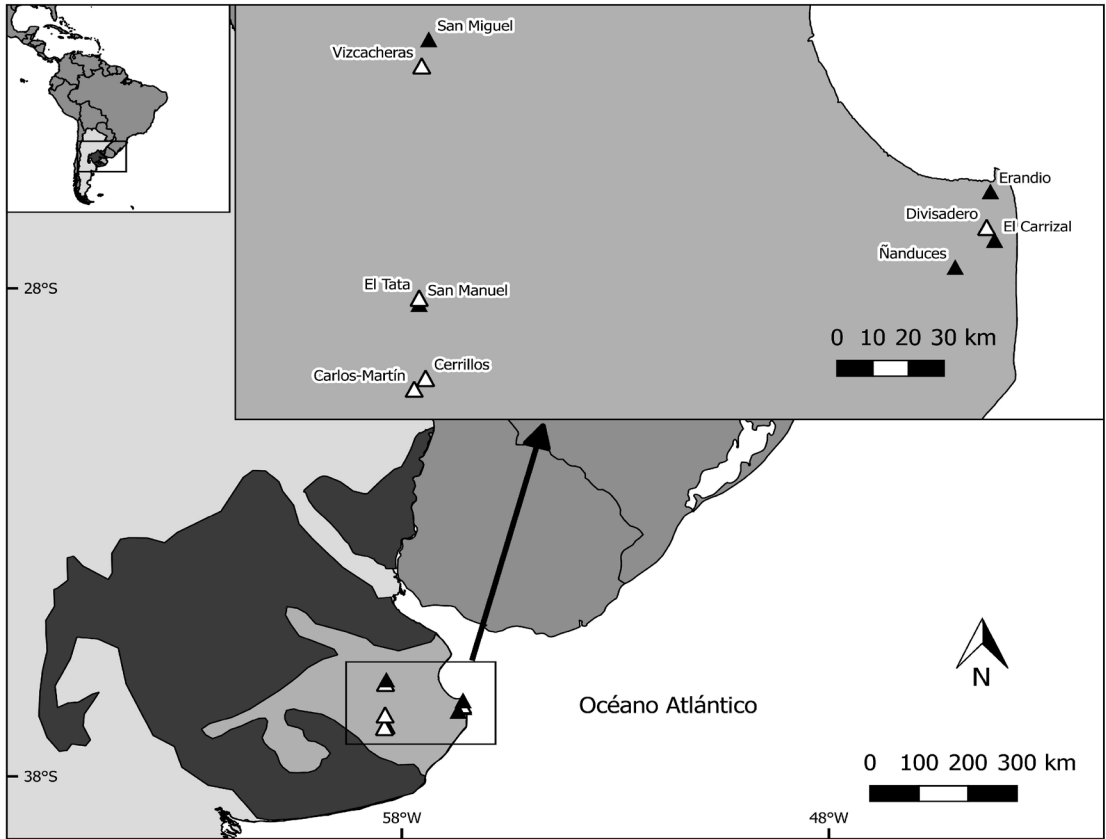 San Miguel
Vizcacheras
Erandio
Divisadero
El Carrizal
Ñanduces
El Tata
San Manuel
28°S
0 10 20 30 km
Cerrillos
Carlos-Martín
N
Océano Atlántico
0 100 200 300 km
38°S
58°W
48°W